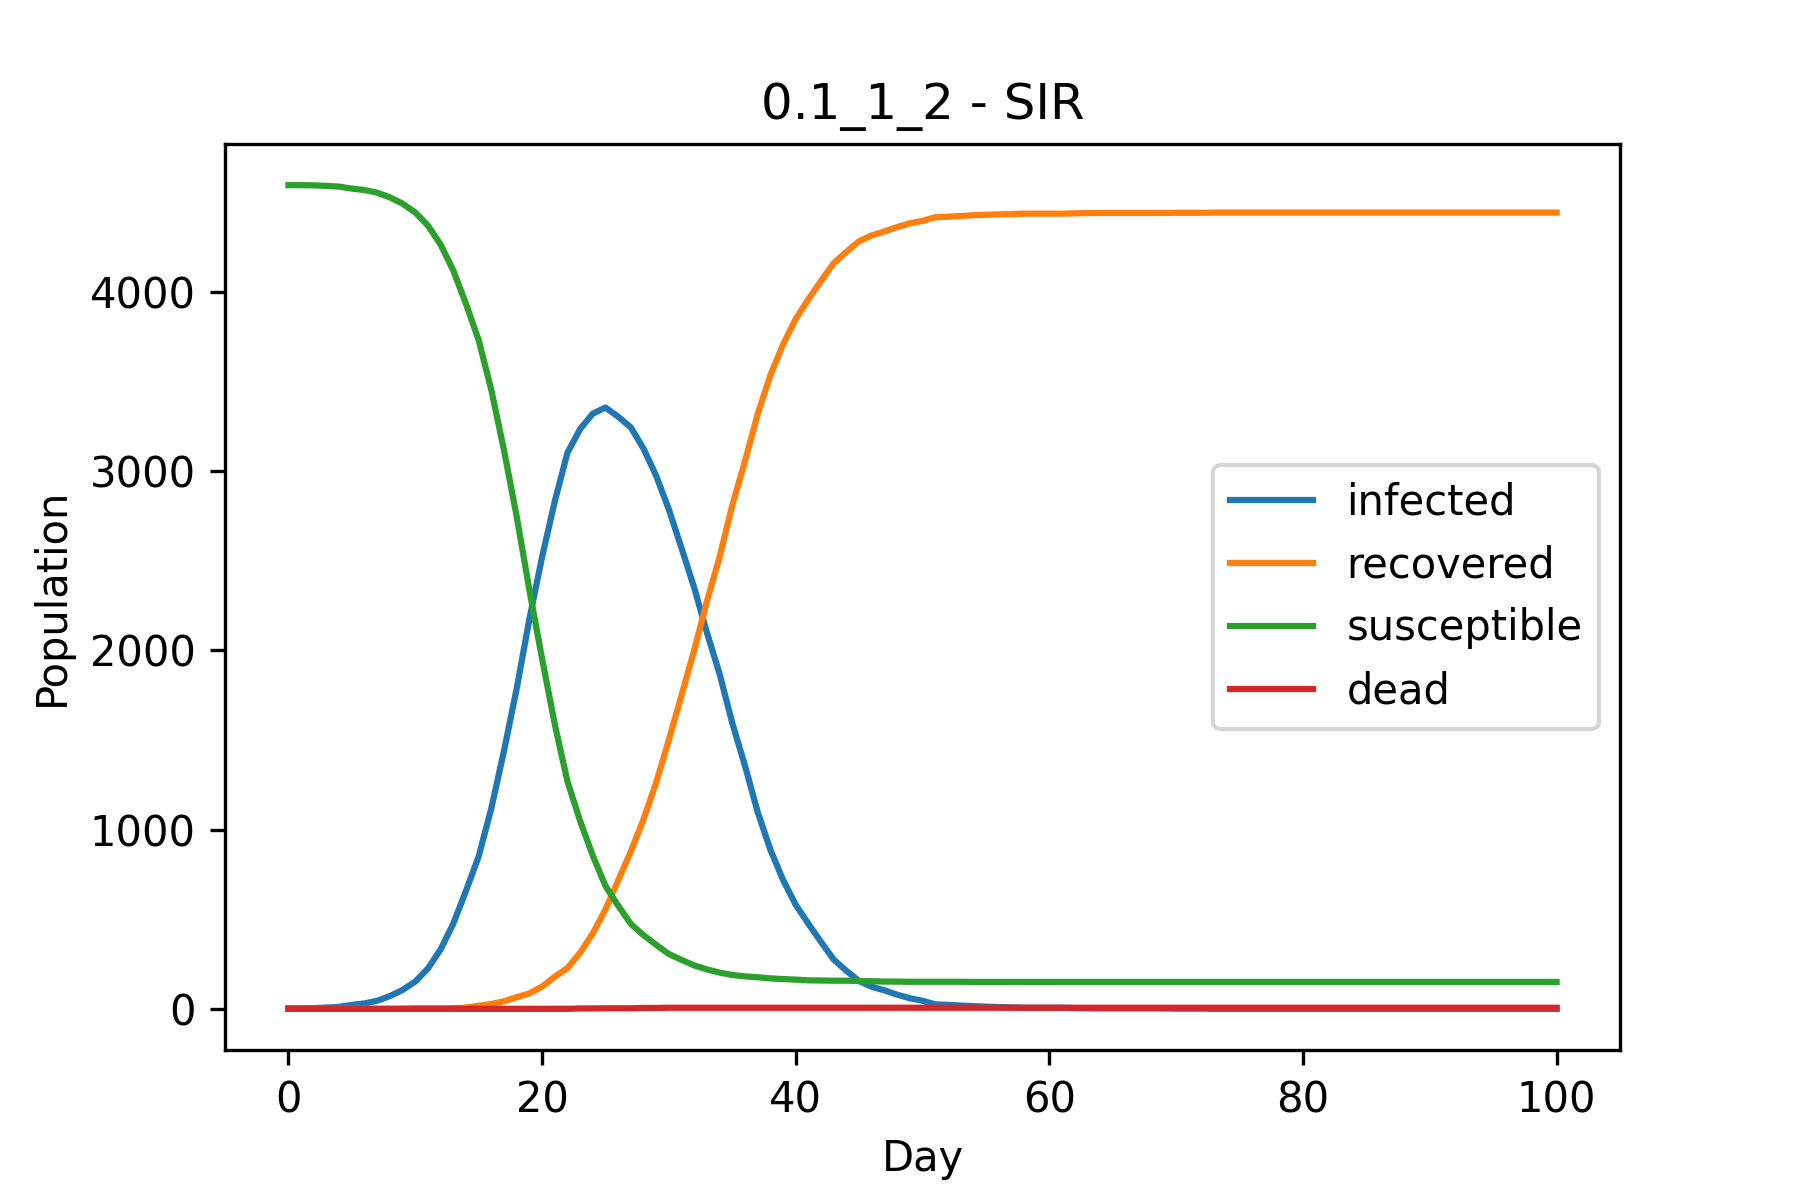 0.1_1_2 - SIR
Population
4000
3000
2000
1000
0
infected
recovered
susceptible
dead
0 20 40 60 80 100
Day